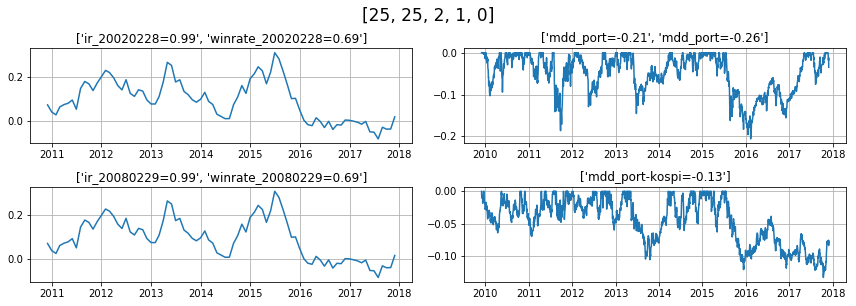 [25, 25, 2, 1, 0]
['ir_20020228=0.99', 'winrate_20020228=0.69']
0.2
0.0
2011 2012 2013 2014 2015 2016 2017 2018
['mdd_port=-0.21', 'mdd_port=-0.26']
0.0
−0.1
−0.2
2010 2011 2012 2013 2014 2015 2016 2017 2018
['ir_20080229=0.99', 'winrate_20080229=0.69']
0.2
0.0
2011 2012 2013 2014 2015 2016 2017 2018
['mdd_port-kospi=-0.13']
0.00
−0.05
−0.10
2010 2011 2012 2013 2014 2015 2016 2017 2018